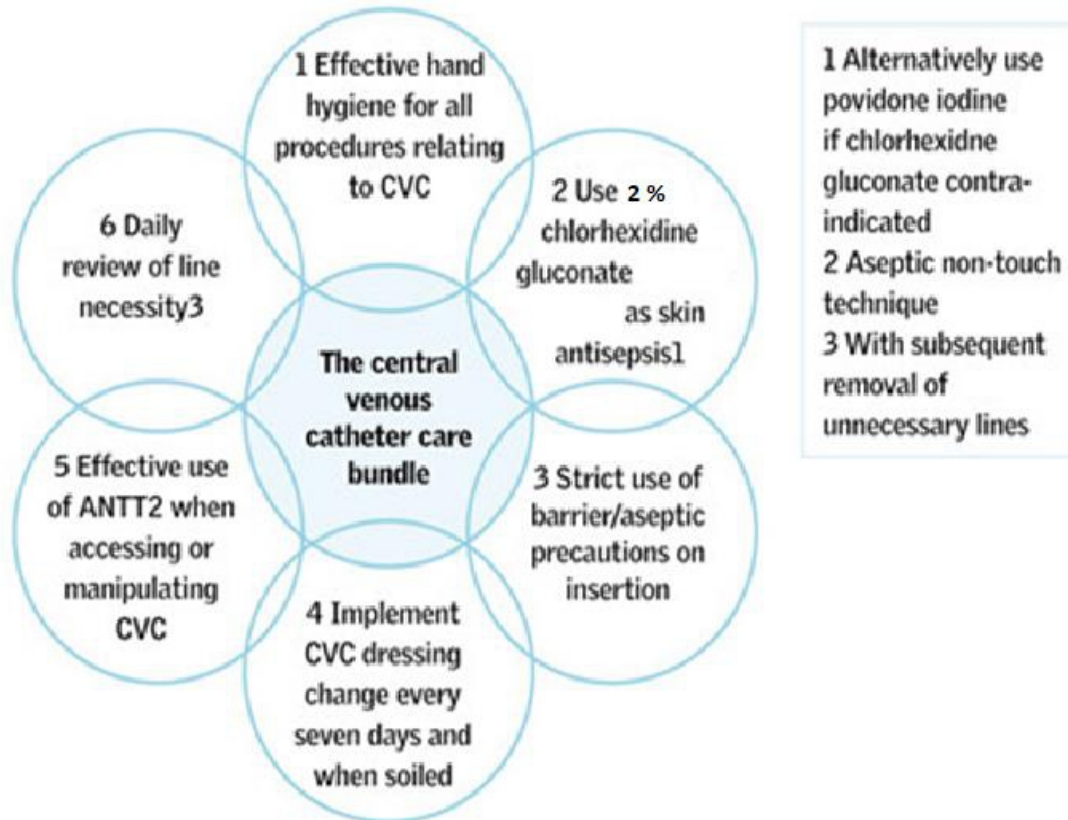 1 Effective hand
hygiene for all
procedures relating
to CVC
2 Use 2 %
chlorhexidine
gluconate
as skin
antisepsis1
3 Strict use of
barrier/aseptic
precautions on
insertion
4 Implement
CVC dressing
change every
seven days and
when soiled
5 Effective use
of ANTT2 when
accessing or
manipulating
CVC
6 Daily
review of line
necessity3
The central
venous
catheter care
bundle
1 Alternatively use
povidone iodine
if chlorhexidne
gluconate contra-
indicated
2 Aseptic non-touch
technique
3 With subsequent
removal of
unnecessary lines